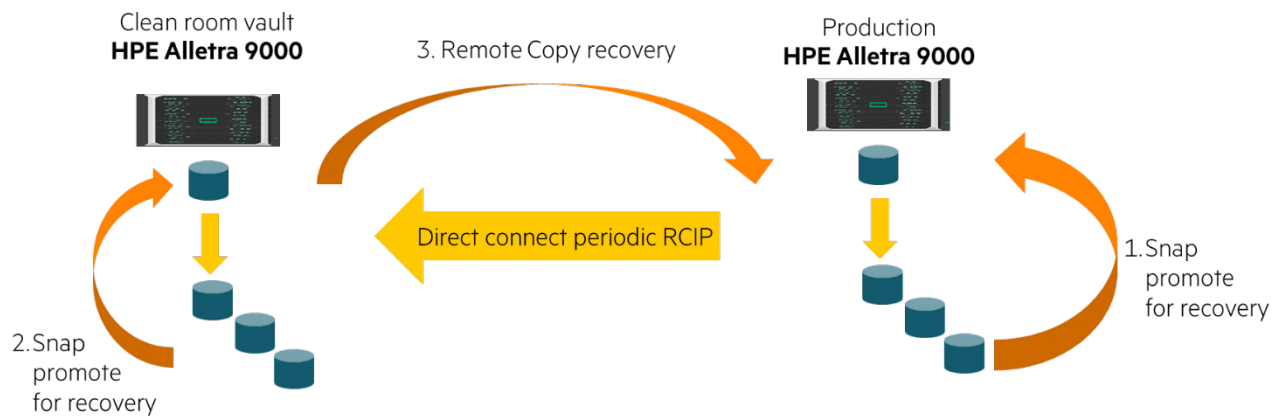 Clean room vault
HPE Alletra 9000
3. Remote Copy recovery
Production
HPE Alletra 9000
Direct connect periodic RCIP
1. Snap
promote
for recovery
2. Snap
promote
for recovery